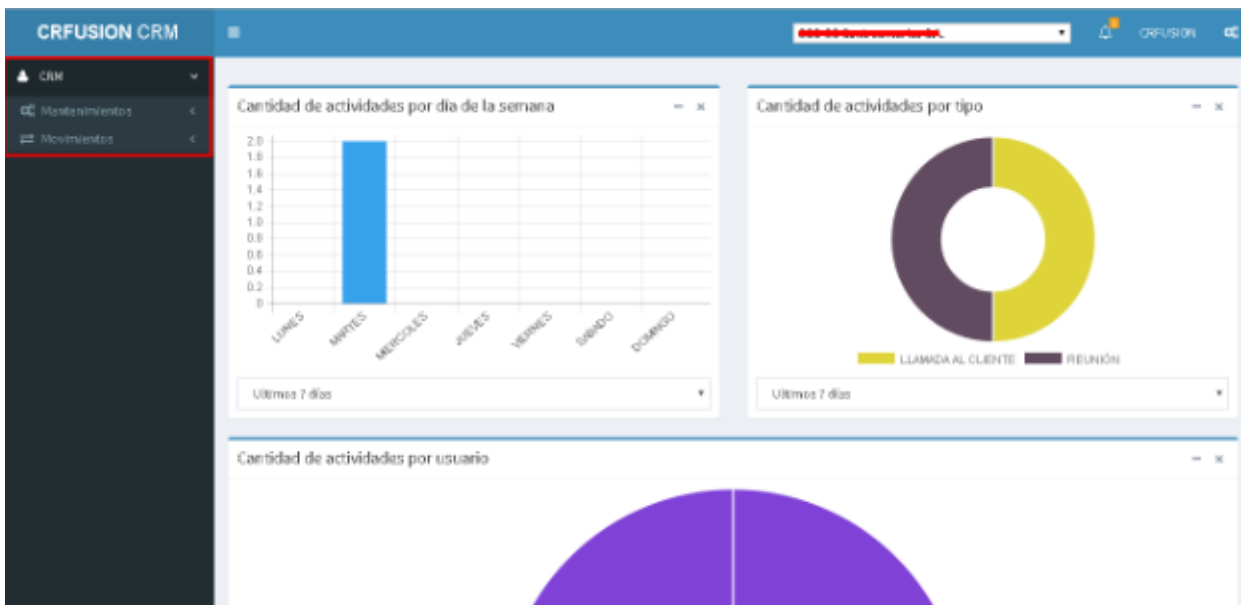 CRFUSION CRM
CRFUSION
CRM
Mantenimientos
Movimientos
Cantidad de actividades por día de la semana
2.0
1.8
1.6
1.4
1.2
1.0
0.8
0.6
0.4
0.2
0
LUNES
MARTES
MIERCOLES
JUEVES
VIERNES
SABADO
DOMINGO
Ultimos 7 días
Cantidad de actividades por tipo
LLAMADA AL CLIENTE
REUNIÓN
Ultimos 7 días
Cantidad de actividades por usuario